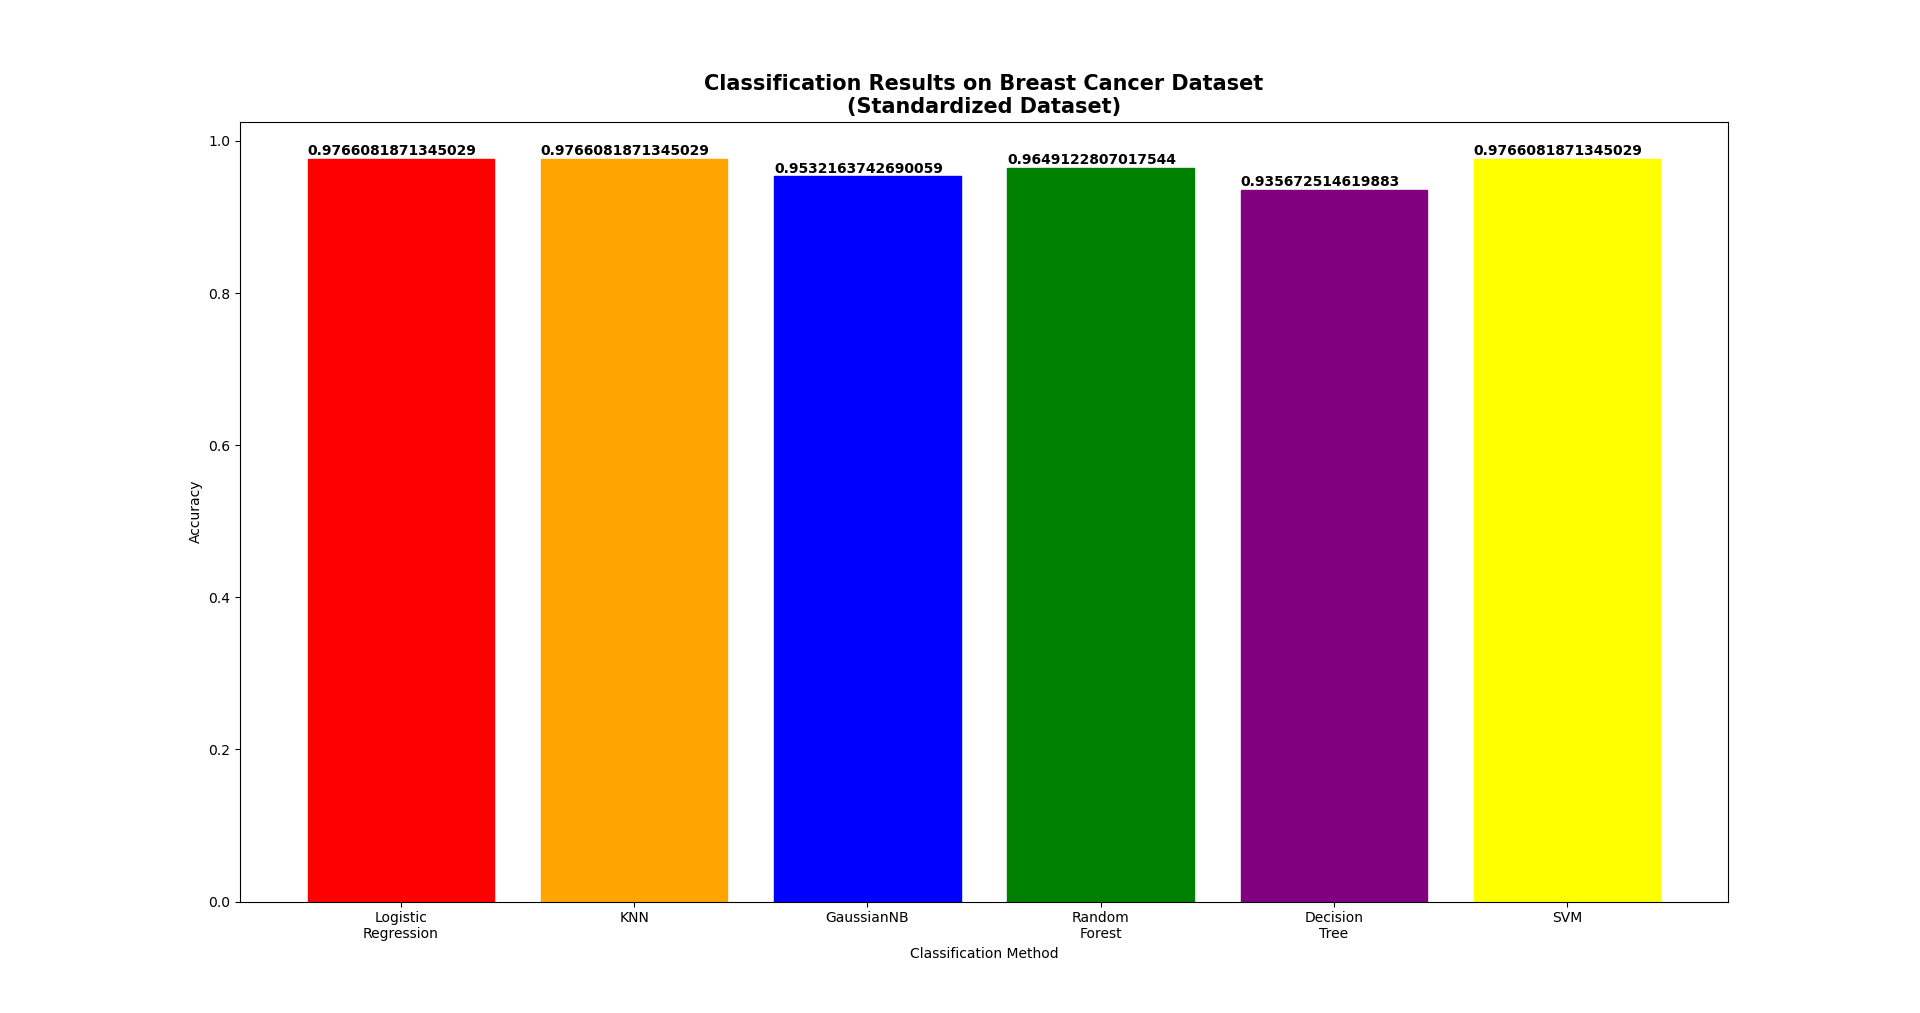 Classification Results on Breast Cancer Dataset
(Standardized Dataset)
1.0
0.8
0.6
0.4
0.2
0.0
Accuracy
0.9766081871345029
0.9766081871345029
0.9532163742690059
0.9649122807017544
0.935672514619883
0.9766081871345029
Logistic
Regression
KNN
GaussianNB
Random
Forest
Decision
Tree
SVM
Classification Method